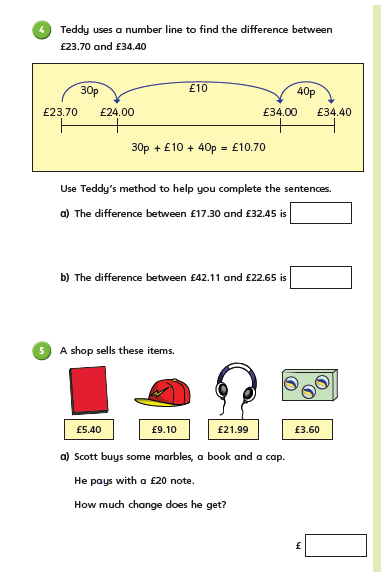 4 Teddy uses a number line to find the difference between
£23.70 and £34.40
30p £10 40p
£23.70 £24.00 £34.00 £34.40
30p + £10 + 40p = £10.70
Use Teddy's method to help you complete the sentences.
a) The difference between £17.30 and £32.45 is
b) The difference between £42.11 and £22.65 is
5 A shop sells these items.
£5.40 £9.10 £21.99 £3.60
a) Scott buys some marbles, a book and a cap.
He pays with a £20 note.
How much change does he get?
£